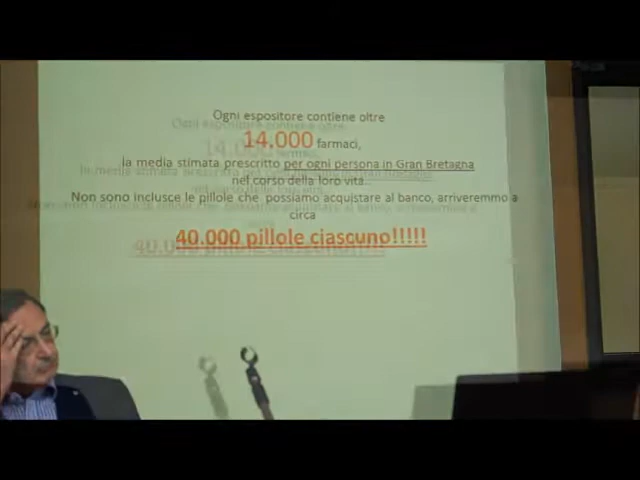 Ogni espositore contiene oltre
14.000 farmaci,
la media stimata prescritto per ogni persona in Gran Bretagna
nel corso della loro vita..
Non sono inclusce le pillole che possiamo acquistare al banco, arriveremmo a
circa
40.000 pillole ciascuno!!!!!